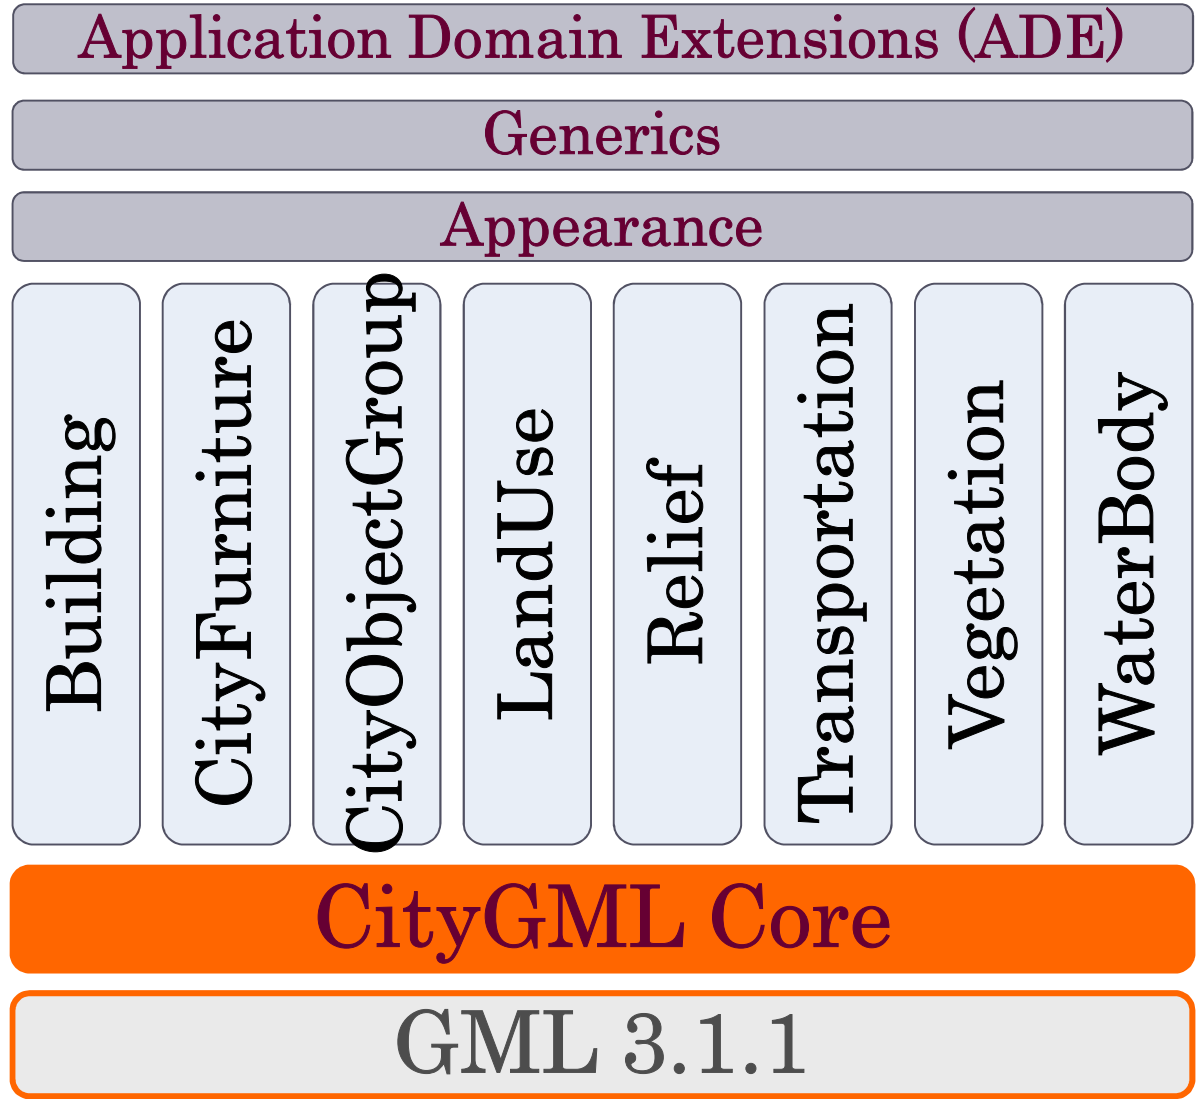 Application Domain Extensions (ADE)
Generics
Appearance
Building
CityFurniture
CityObjectGroup
LandUse
Relief
Transportation
Vegetation
WaterBody
CityGML Core
GML 3.1.1